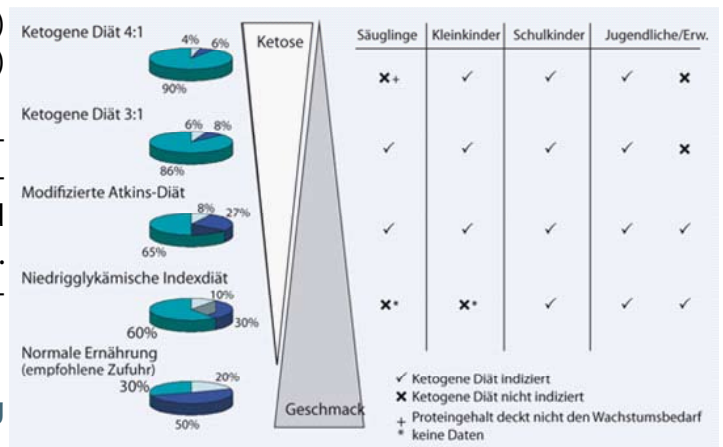 Ketogene Diät 4:1
4% 6%
90%
Ketose
Säuglinge Kleinkinder Schulkinder Jugendliche/Erw.
✗+ ✓ ✓ ✓ ✗
Ketogene Diät 3:1
6% 8%
86%
✓ ✓ ✓ ✓ ✗
Modifizierte Atkins-Diät
8% 27%
65%
✓ ✓ ✓ ✓ ✓
Niedrigglykämische Indexdiät
10%
60% 30%
✗* ✗* ✓ ✓ ✓
Normale Ernährung
(empfohlene Zufuhr)
30% 20%
50%
Geschmack
✓ Ketogene Diät indiziert
✗ Ketogene Diät nicht indiziert
+ Proteingehalt deckt nicht den Wachstumsbedarf
* keine Daten